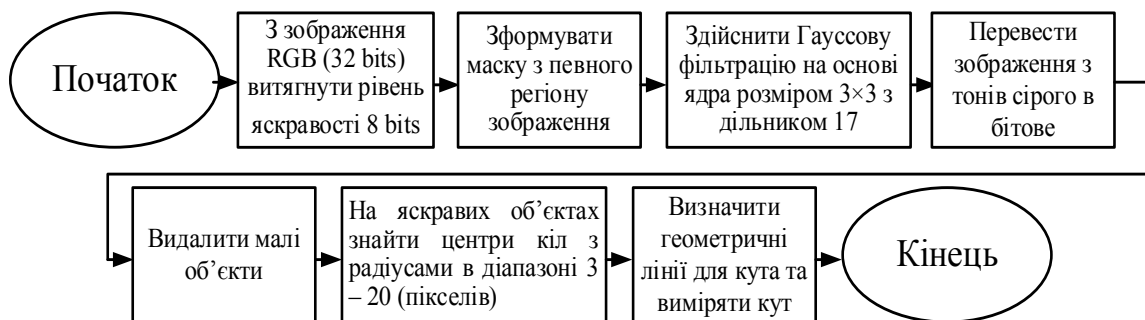 Початок
З зображення
RGB (32 bits)
витягнути рівень
яскравості 8 bits
Зформувати
маску з певного
регіону
зображення
Здійснити Гауссову
фільтрацію на основі
ядра розміром 3×3 з
дільником 17
Перевести
зображення з
тонів сірого в
бітове
Видалити малі
об’єкти
На яскравих об’єктах
знайти центри кіл з
радіусами в діапазоні 3
– 20 (пікселів)
Визначити
геометричні
лінії для кута та
виміряти кут
Кінець